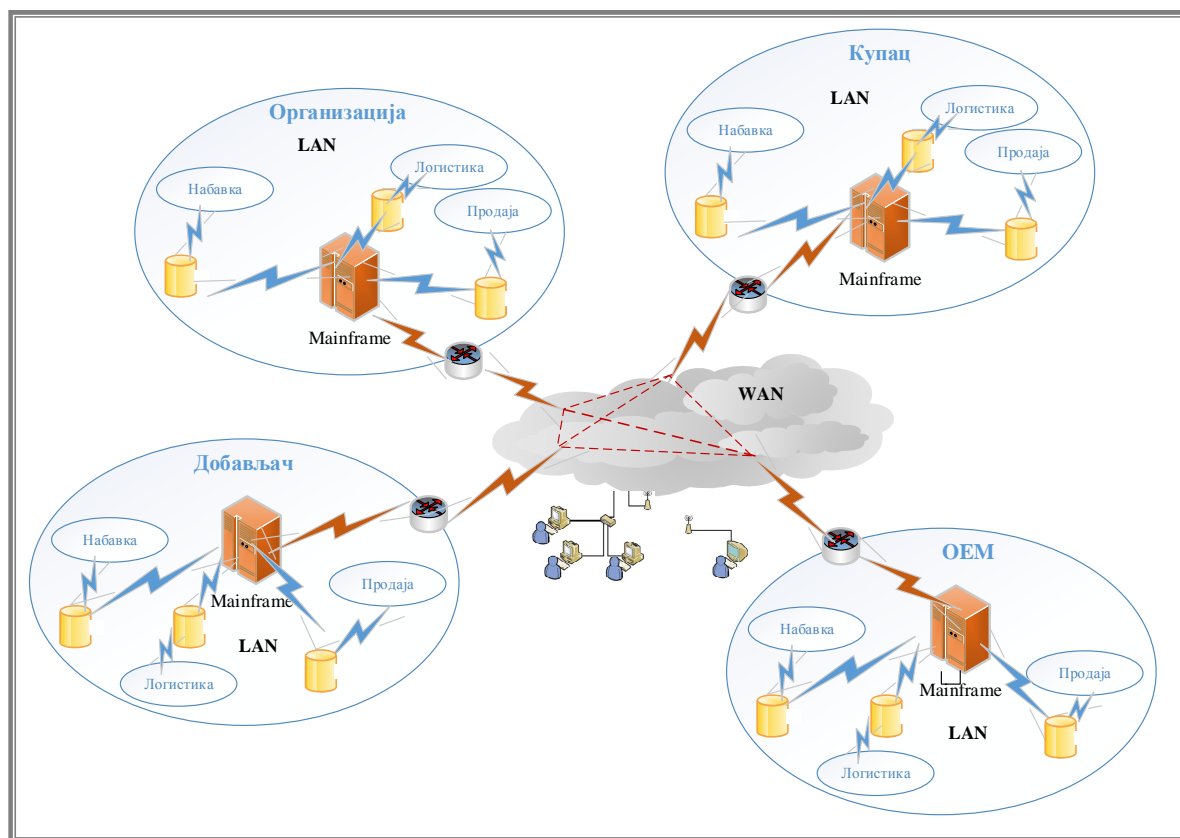 Организација
LAN
Набавка
Логистика
Продаја
Mainframe
Купац
LAN
Набавка
Логистика
Продаја
Mainframe
WAN
Добављач
Набавка
Mainframe
Продаја
LAN
Логистика
OEM
Набавка
Mainframe
Продаја
LAN
Логистика